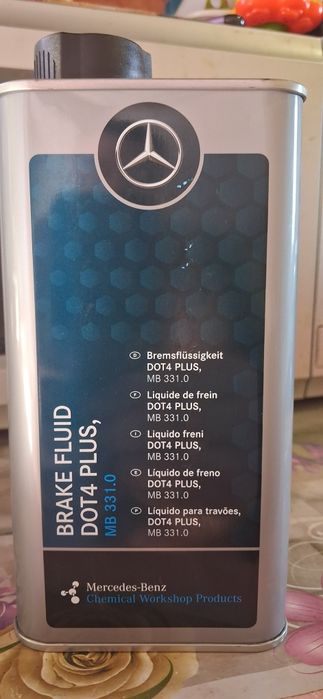 BRAKE FLUID
DOT4 PLUS,
MB 331.0
D Bremsflüssigkeit
DOT4 PLUS,
MB 331.0
F Liquide de frein
DOT4 PLUS,
MB 331.0
I Liquido freni
DOT4 PLUS,
MB 331.0
E Líquido de freno
DOT4 PLUS,
MB 331.0
P Líquido para travões,
DOT4 PLUS,
MB 331.0
Mercedes-Benz
Chemical Workshop Products